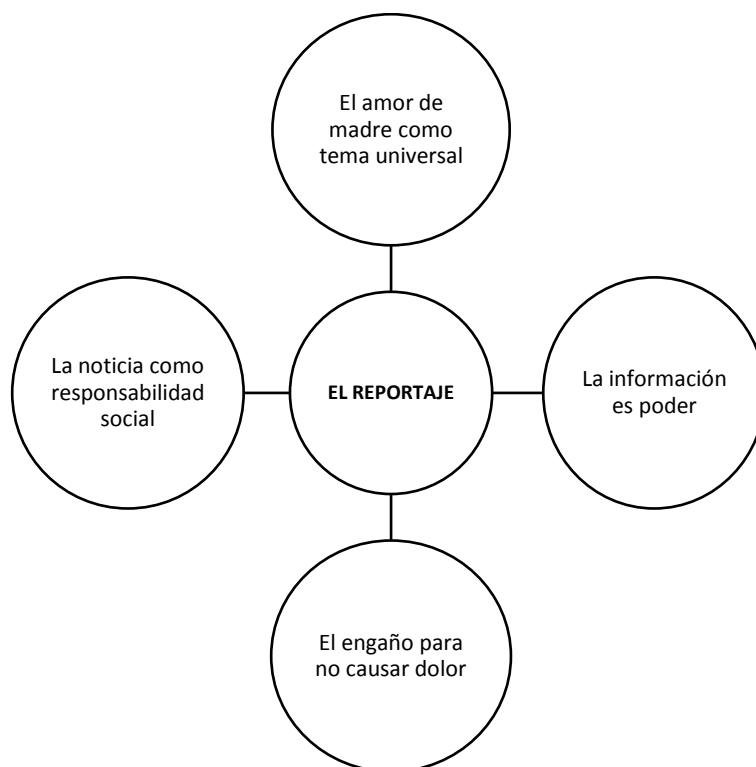 El amor de
madre como
tema universal
La noticia como
responsabilidad
social
EL REPORTAJE
La información
es poder
El engaño para
no causar dolor